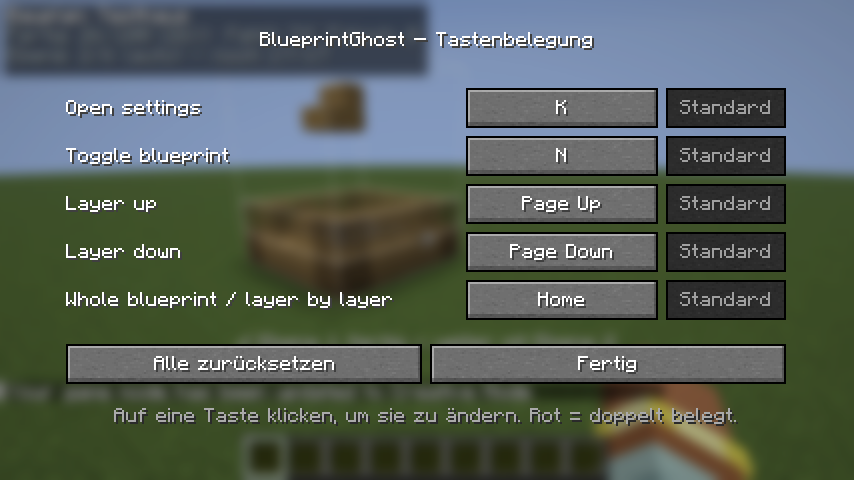 BlueprintGhost — Tastenbelegung
Open settings K Standard
Toggle blueprint N Standard
Layer up Page Up Standard
Layer down Page Down Standard
Whole blueprint / layer by layer Home Standard
Alle zurücksetzen Fertig
Auf eine Taste klicken, um sie zu ändern. Rot = doppelt belegt.